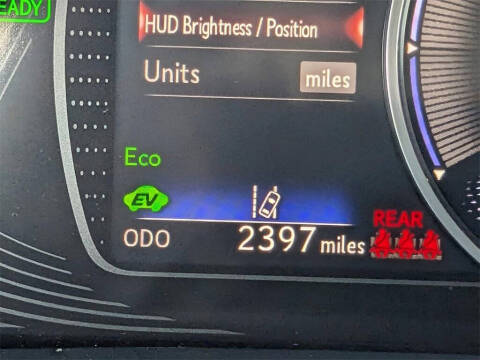 READY
HUD Brightness / Position
Units miles
Eco
EV
ODO 2397 miles
REAR